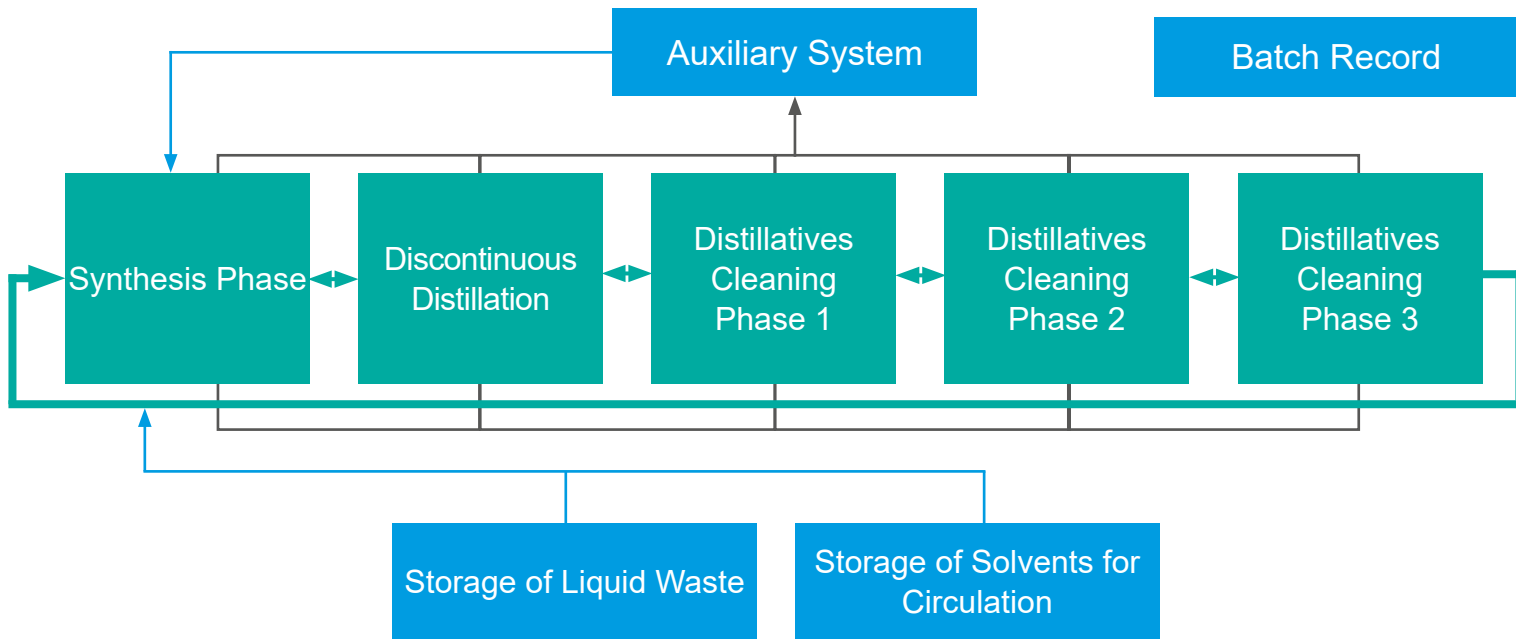 Auxiliary System
Batch Record
Synthesis Phase
Discontinuous
Distillation
Distillatives
Cleaning
Phase 1
Distillatives
Cleaning
Phase 2
Distillatives
Cleaning
Phase 3
Storage of Liquid Waste
Storage of Solvents for
Circulation